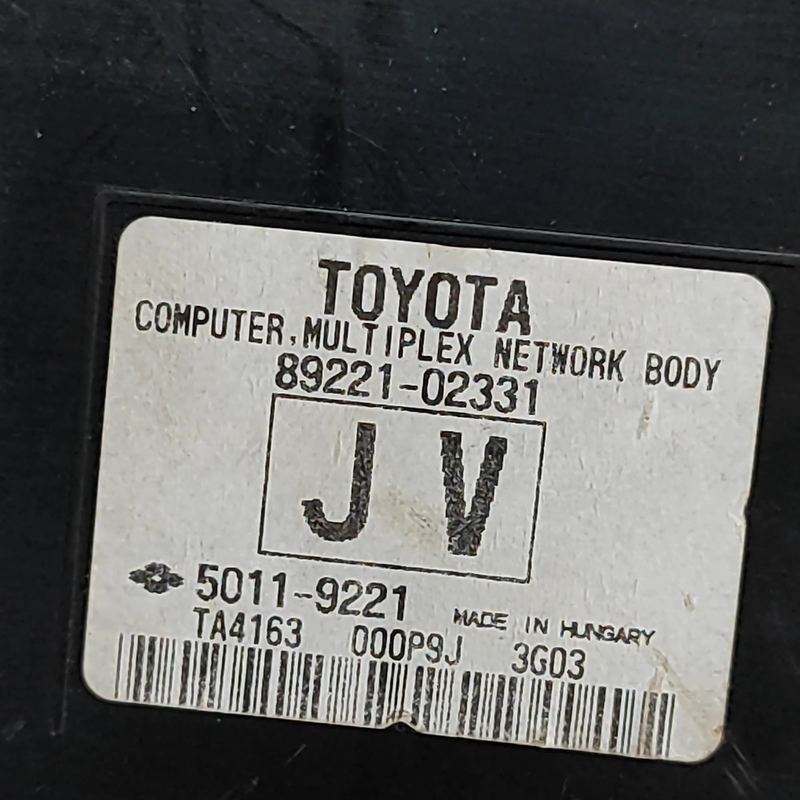 TOYOTA
COMPUTER, MULTIPLEX NETWORK BODY
89221-02331
JV
5011-9221 MADE IN HUNGARY
TA4163 000P9J 3G03